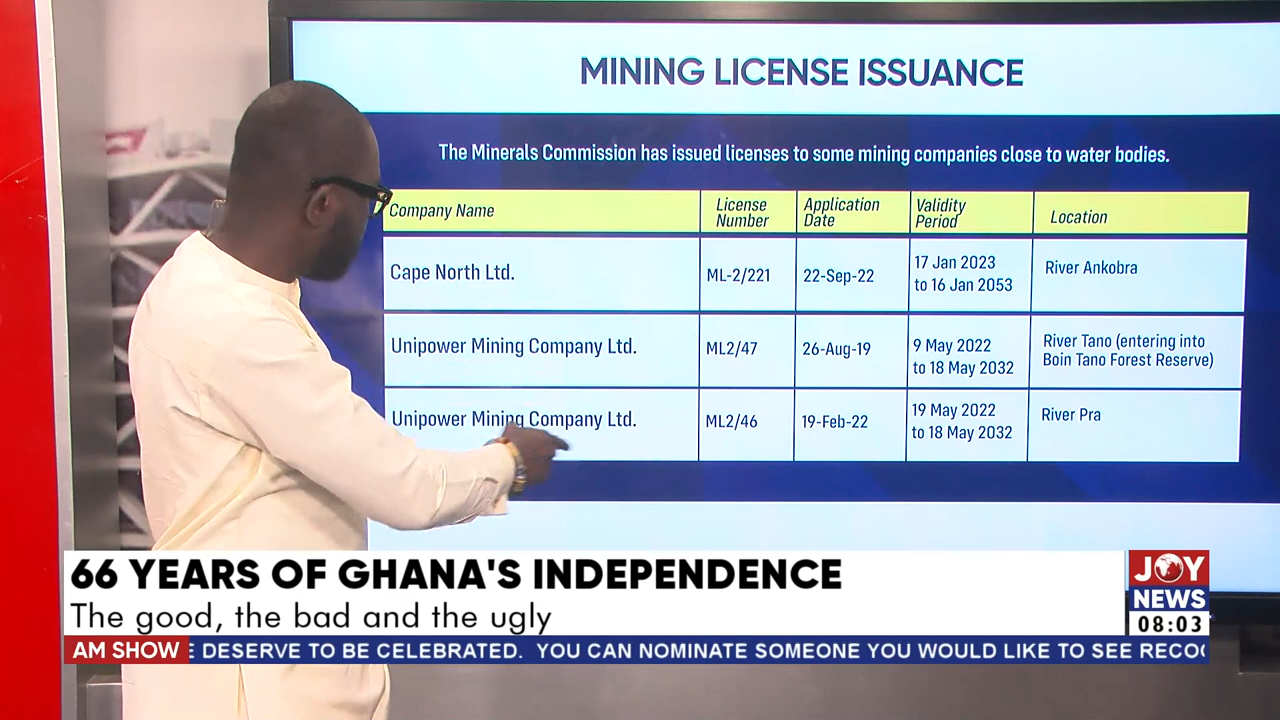 MINING LICENSE ISSUANCE
The Minerals Commission has issued licenses to some mining companies close to water bodies.
Company Name
License
Number
Application
Date
Validity
Period
Location
Cape North Ltd.
ML-2/221
22-Sep-22
17 Jan 2023
to 16 Jan 2053
River Ankobra
Unipower Mining Company Ltd.
ML2/47
26-Aug-19
9 May 2022
to 18 May 2032
River Tano (entering into
Boin Tano Forest Reserve)
Unipower Mining Company Ltd.
ML2/46
19-Feb-22
19 May 2022
to 18 May 2032
River Pra
66 YEARS OF GHANA'S INDEPENDENCE
The good, the bad and the ugly
JOY
NEWS
08:03
AM SHOW
DESERVE TO BE CELEBRATED. YOU CAN NOMINATE SOMEONE YOU WOULD LIKE TO SEE